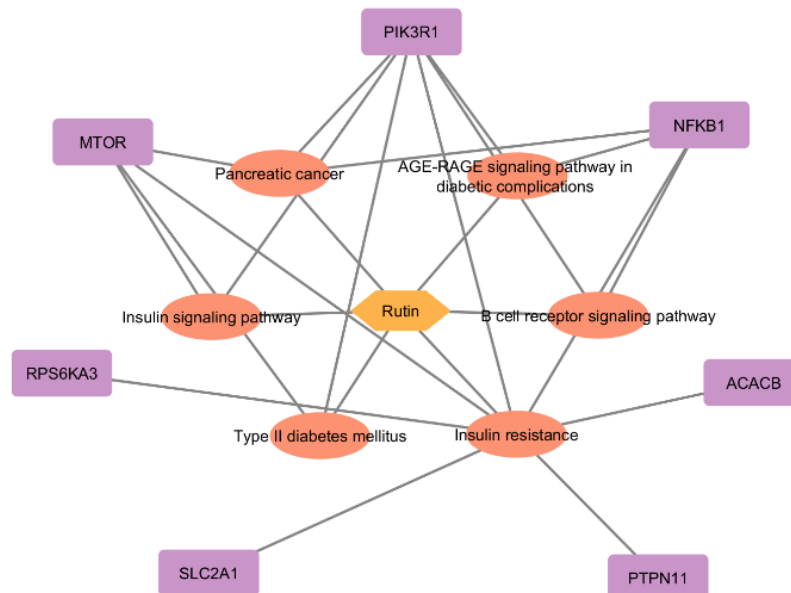 PIK3R1
MTOR
NFKB1
Pancreatic cancer
AGE-RAGE signaling pathway in
diabetic complications
Insulin signaling pathway
Rutin
B cell receptor signaling pathway
RPS6KA3
ACACB
Type II diabetes mellitus
Insulin resistance
SLC2A1
PTPN11